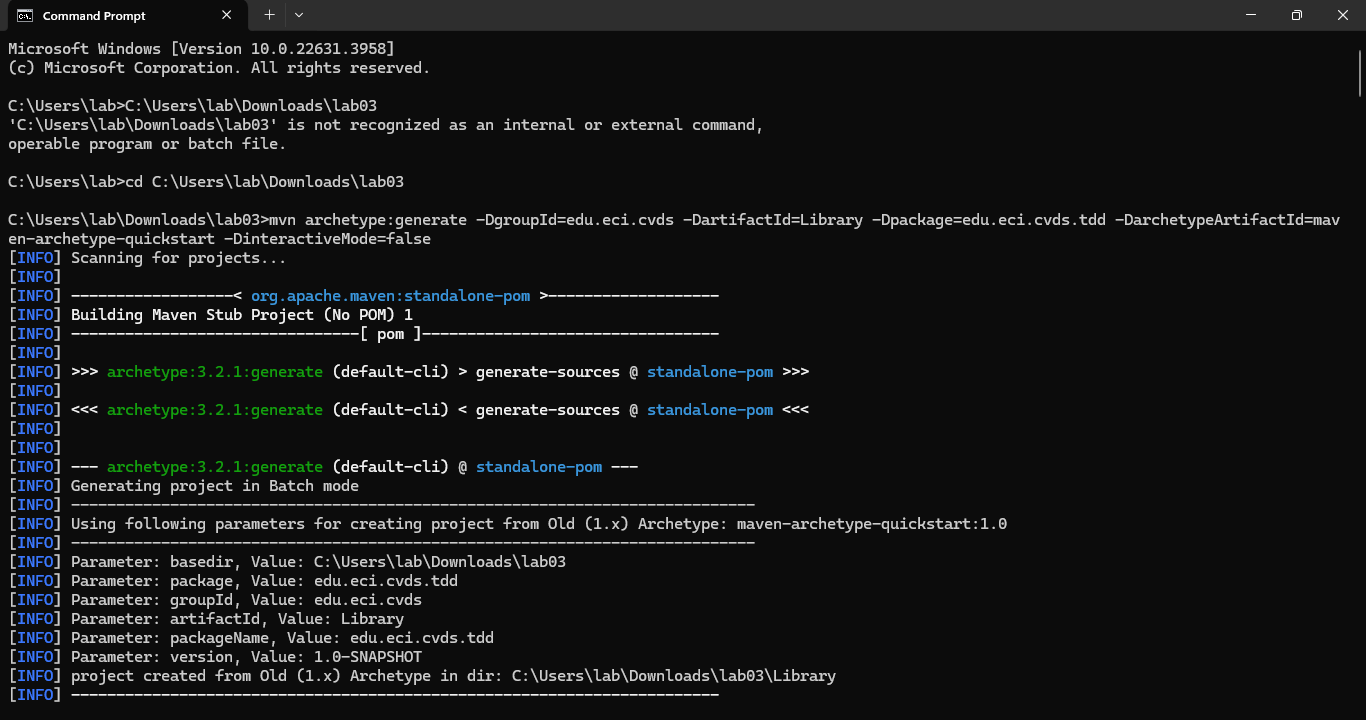 Command Prompt
Microsoft Windows [Version 10.0.22631.3958]
(c) Microsoft Corporation. All rights reserved.
C:\Users\lab>C:\Users\lab\Downloads\lab03
'C:\Users\lab\Downloads\lab03' is not recognized as an internal or external command,
operable program or batch file.
C:\Users\lab>cd C:\Users\lab\Downloads\lab03
C:\Users\lab\Downloads\lab03>mvn archetype:generate -DgroupId=edu.eci.cvds -DartifactId=Library -Dpackage=edu.eci.cvds.tdd -DarchetypeArtifactId=mav
en-archetype-quickstart -DinteractiveMode=false
[INFO] Scanning for projects...
[INFO]
[INFO] ------------------< org.apache.maven:standalone-pom >-------------------
[INFO] Building Maven Stub Project (No POM) 1
[INFO] --------------------------------[ pom ]---------------------------------
[INFO]
[INFO] >>> archetype:3.2.1:generate (default-cli) > generate-sources @ standalone-pom >>>
[INFO]
[INFO] <<< archetype:3.2.1:generate (default-cli) < generate-sources @ standalone-pom <<<
[INFO]
[INFO]
[INFO] --- archetype:3.2.1:generate (default-cli) @ standalone-pom ---
[INFO] Generating project in Batch mode
[INFO] ----------------------------------------------------------------------------
[INFO] Using following parameters for creating project from Old (1.x) Archetype: maven-archetype-quickstart:1.0
[INFO] ----------------------------------------------------------------------------
[INFO] Parameter: basedir, Value: C:\Users\lab\Downloads\lab03
[INFO] Parameter: package, Value: edu.eci.cvds.tdd
[INFO] Parameter: groupId, Value: edu.eci.cvds
[INFO] Parameter: artifactId, Value: Library
[INFO] Parameter: packageName, Value: edu.eci.cvds.tdd
[INFO] Parameter: version, Value: 1.0-SNAPSHOT
[INFO] project created from Old (1.x) Archetype in dir: C:\Users\lab\Downloads\lab03\Library
[INFO] ------------------------------------------------------------------------